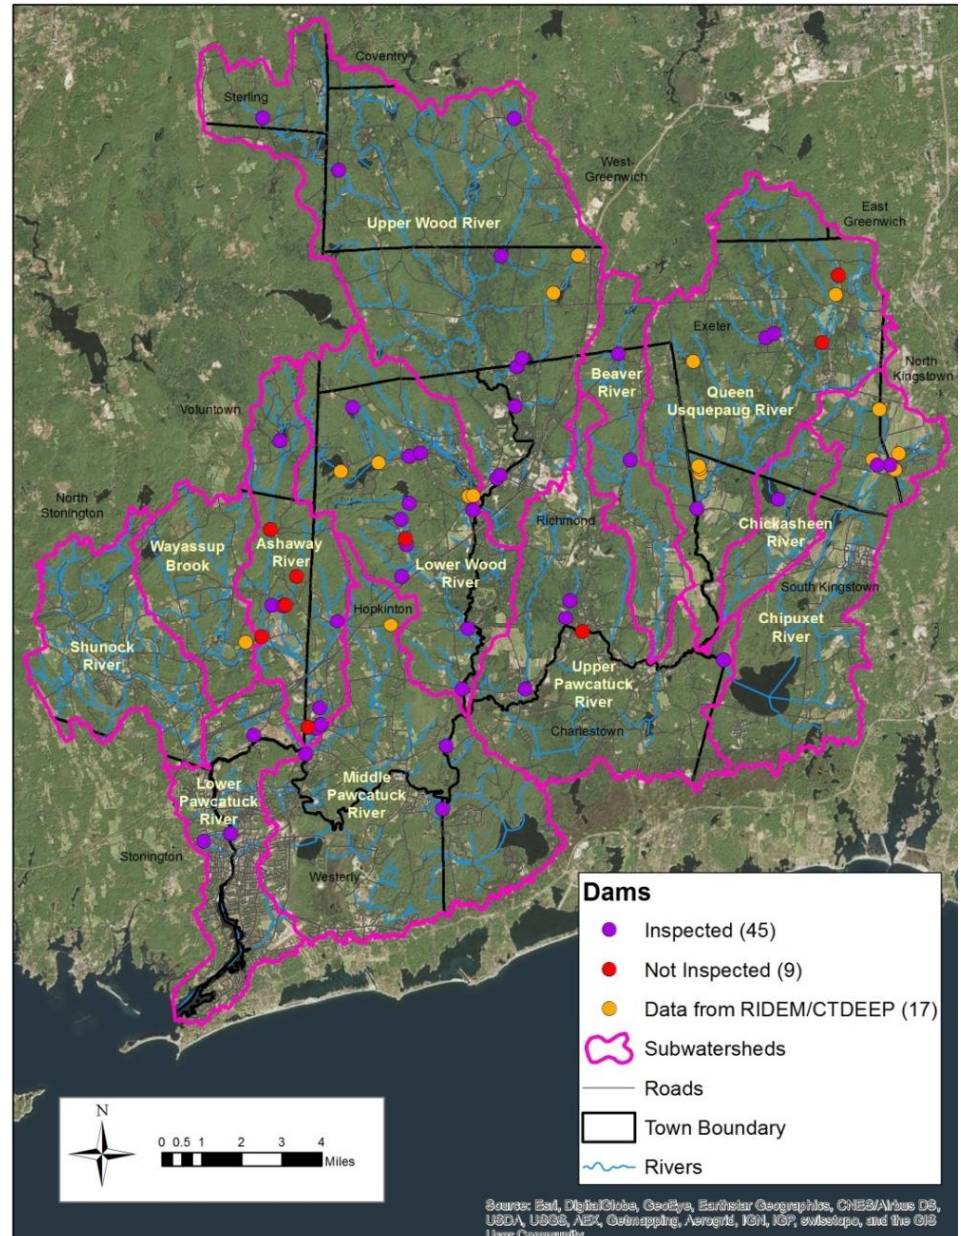 Coventry
Sterling
West
Greenwich
East
Greenwich
Upper Wood River
Exeter
North
Kingstown
Beaver
River
Queen
Usquepaug River
Voluntown
North
Stonington
Richmond
Chickasheen
River
Wayassup
Brook
Ashaway
River
Lower Wood
River
Hopkinton
South Kingstown
Chipuxet
River
Shunock
River
Upper
Pawcatuck
River
Charlestown
Lower
Pawcatuck
River
Middle
Pawcatuck
River
Stonington
Westerly
Dams
Inspected (45)
Not Inspected (9)
Data from RIDEM/CTDEEP (17)
Subwatersheds
Roads
Town Boundary
Rivers
N
0 0.5 1 2 3 4
Miles
Source: Esri, DigitalGlobe, GeoEye, Earthstar Geographics, CNES/Airbus DS,
USDA, USGS, AEX, Getmapping, Aerogrid, IGN, IGP, swisstopo, and the GIS
User Community